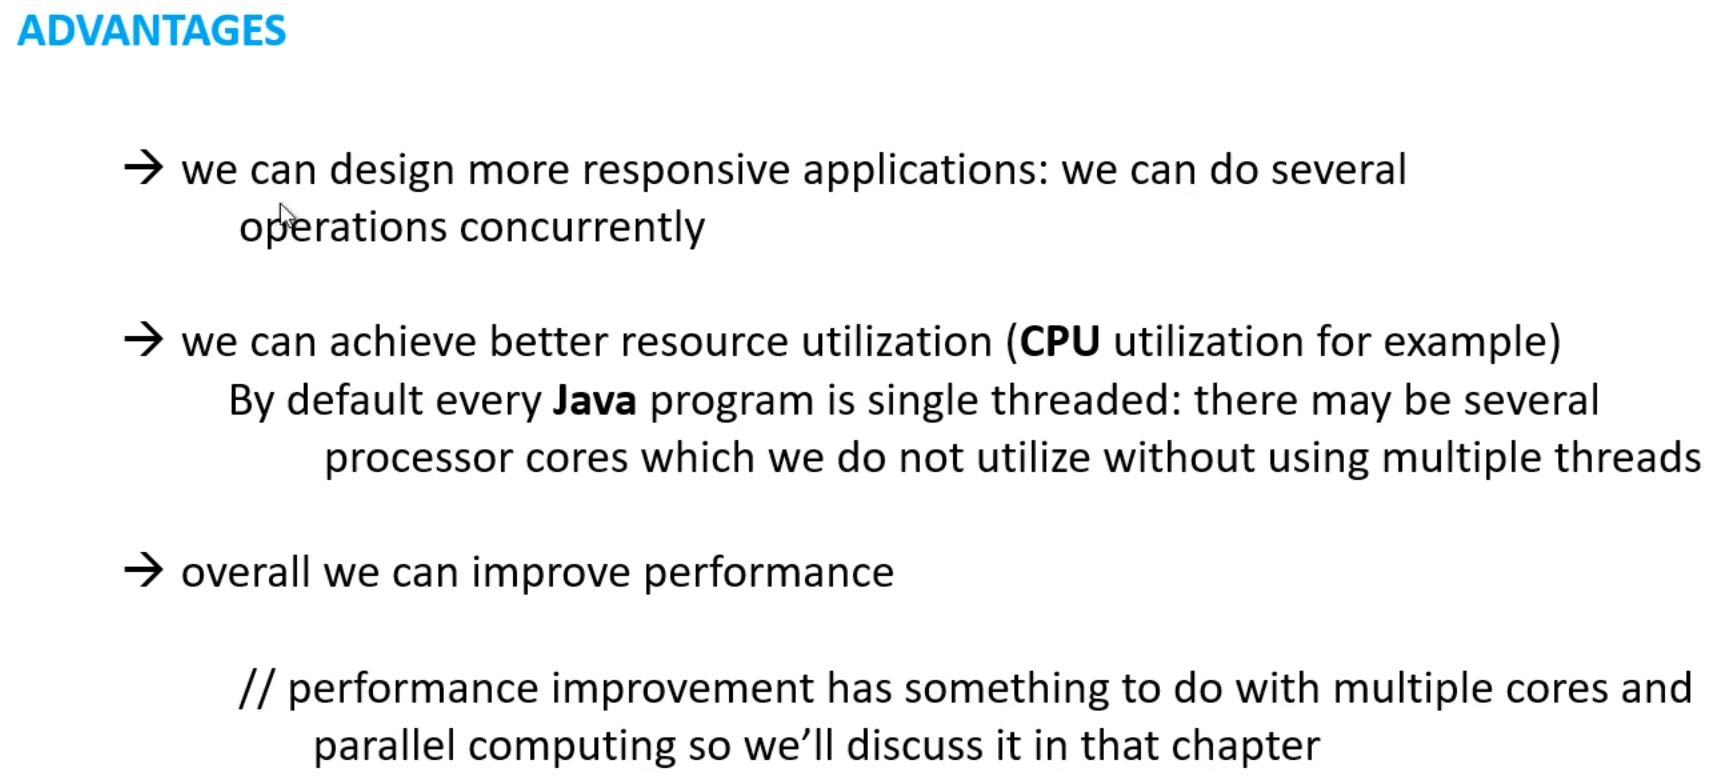 ADVANTAGES
→ we can design more responsive applications: we can do several
operations concurrently
→ we can achieve better resource utilization (CPU utilization for example)
By default every Java program is single threaded: there may be several
processor cores which we do not utilize without using multiple threads
→ overall we can improve performance
// performance improvement has something to do with multiple cores and
parallel computing so we’ll discuss it in that chapter